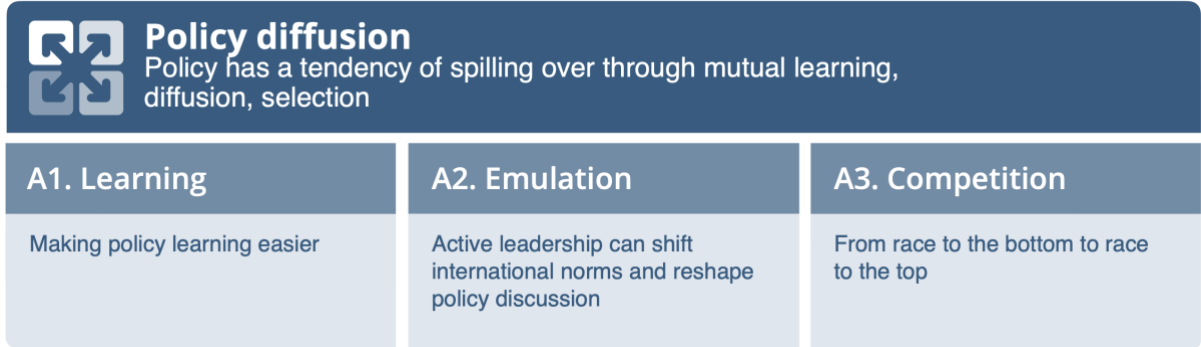 Policy diffusion
Policy has a tendency of spilling over through mutual learning,
diffusion, selection
A1. Learning
Making policy learning easier
A2. Emulation
Active leadership can shift
international norms and reshape
policy discussion
A3. Competition
From race to the bottom to race
to the top